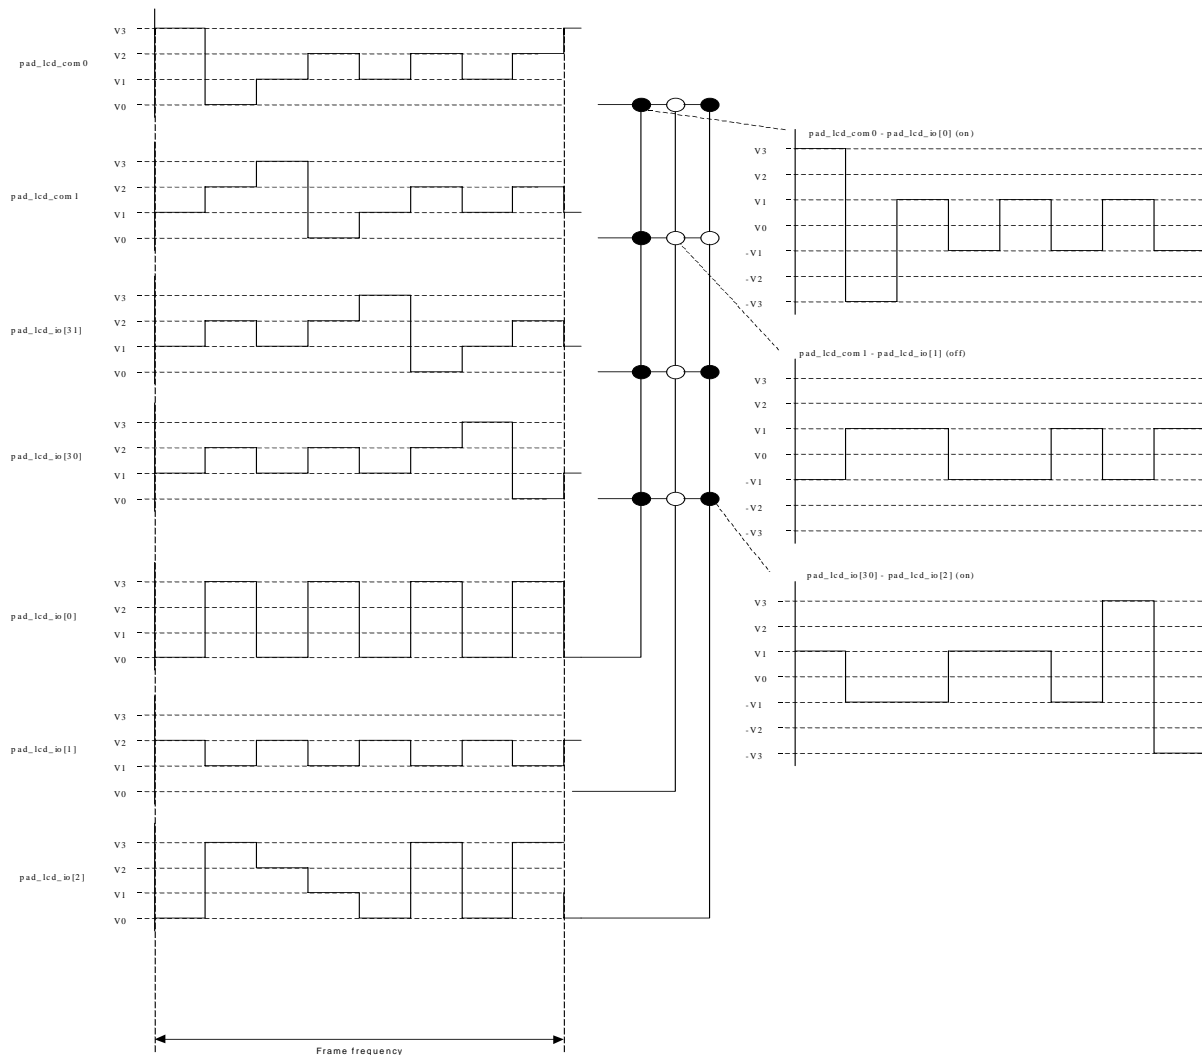 V3
V2
pad_lcd_com0
V1
V0
V3
V2
pad_lcd_com1
V1
V0
V3
V2
pad_lcd_io[31]
V1
V0
V3
V2
pad_lcd_io[30]
V1
V0
V3
V2
pad_lcd_io[0]
V1
V0
V3
V2
pad_lcd_io[1]
V1
V0
V3
V2
pad_lcd_io[2]
V1
V0
Frame frequency
pad_lcd_com0 - pad_lcd_io[0] (on)
V3
V2
V1
V0
-V1
-V2
-V3
pad_lcd_com1 - pad_lcd_io[1] (off)
V3
V2
V1
V0
-V1
-V2
-V3
pad_lcd_io[30] - pad_lcd_io[2] (on)
V3
V2
V1
V0
-V1
-V2
-V3